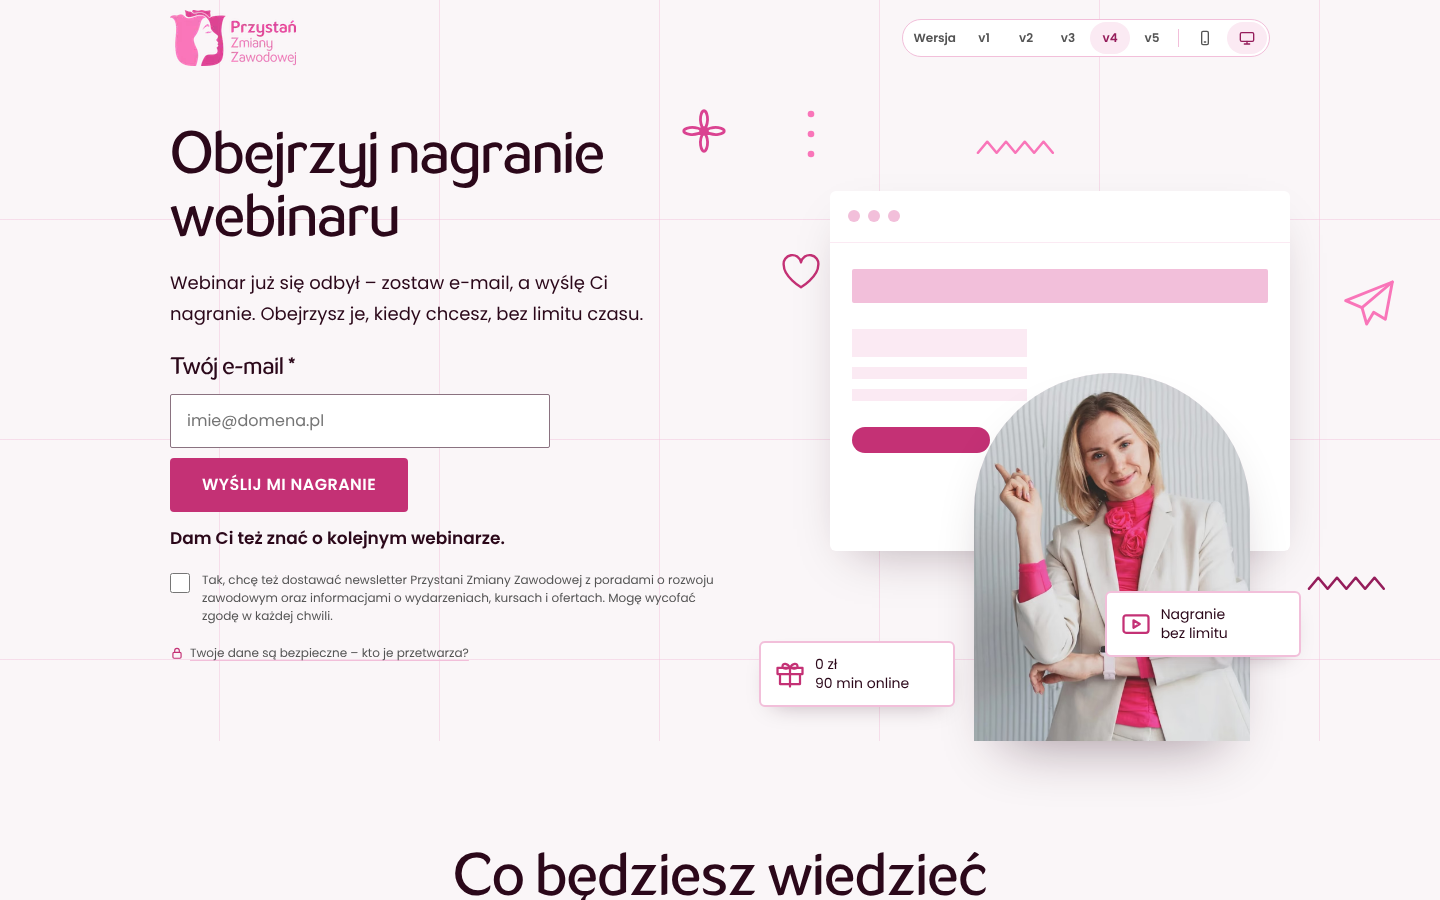 Przystań
Zmiany
Zawodowej
Wersja v1 v2 v3 v4 v5
Obejrzyj nagranie
webinaru
Webinar już się odbył – zostaw e-mail, a wyślę Ci
nagranie. Obejrzysz je, kiedy chcesz, bez limitu czasu.
Twój e-mail *
imie@domena.pl
WYŚLIJ MI NAGRANIE
Dam Ci też znać o kolejnym webinarze.
Tak, chcę też dostawać newsletter Przystani Zmiany Zawodowej z poradami o rozwoju
zawodowym oraz informacjami o wydarzeniach, kursach i ofertach. Mogę wycofać
zgodę w każdej chwili.
Twoje dane są bezpieczne – kto je przetwarza?
Nagranie
bez limitu
0 zł
90 min online
Co będziesz wiedzieć